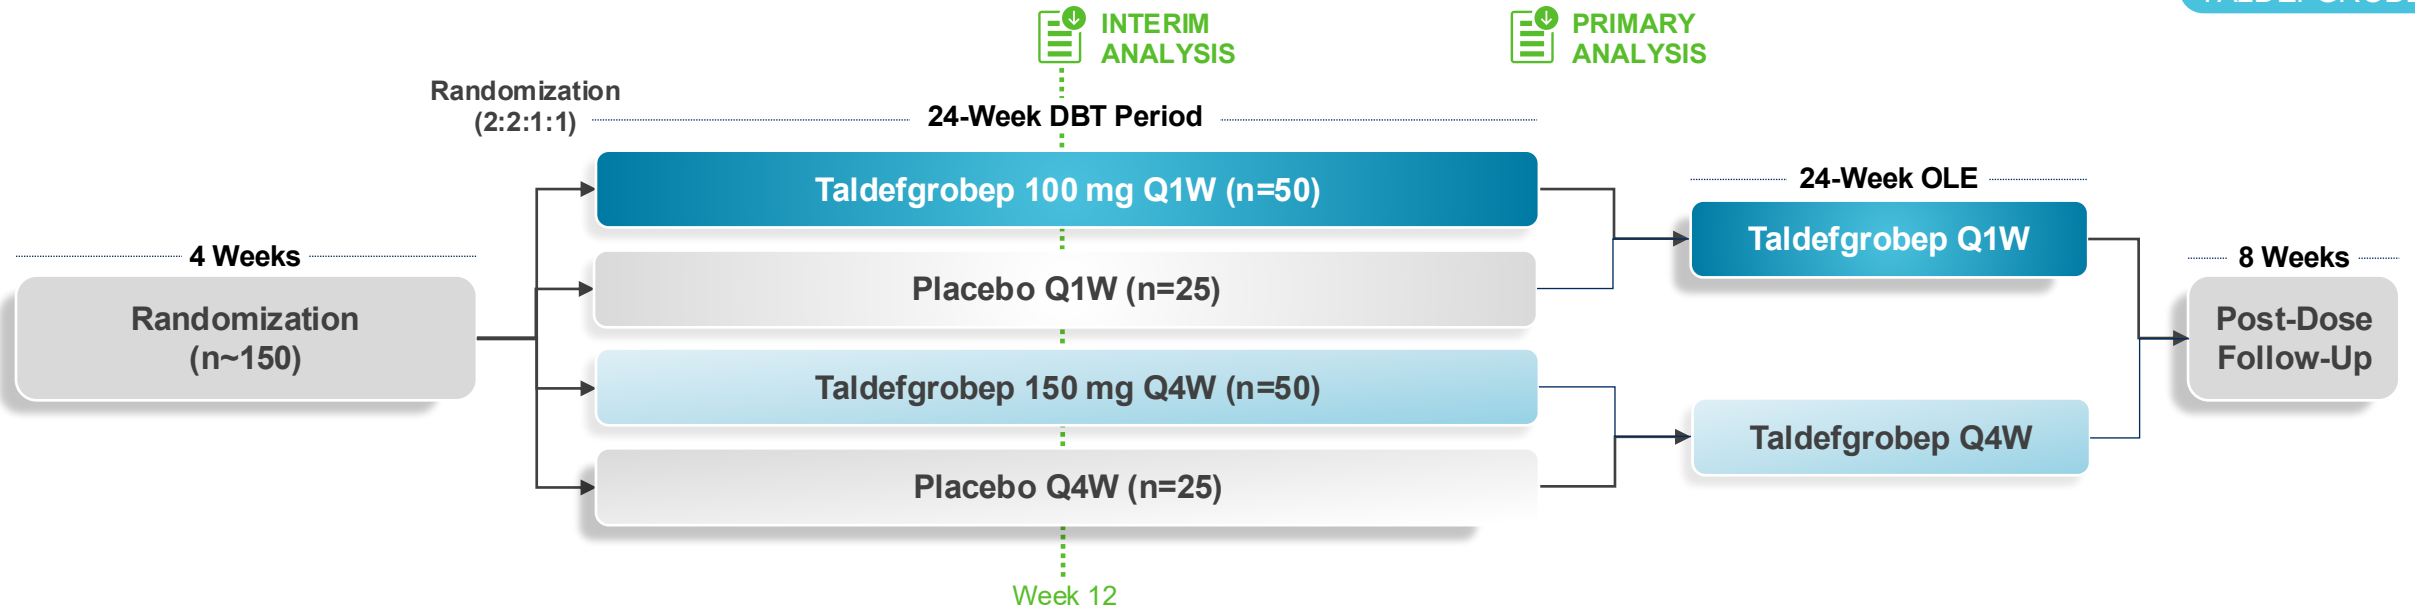 INTERIM
ANALYSIS
PRIMARY
ANALYSIS
Randomization
(2:2:1:1)
24-Week DBT Period
Taldefgrobep 100 mg Q1W (n=50)
24-Week OLE
Taldefgrobep Q1W
4 Weeks
8 Weeks
Placebo Q1W (n=25)
Randomization
(n~150)
Post-Dose
Follow-Up
Taldefgrobep 150 mg Q4W (n=50)
Taldefgrobep Q4W
Placebo Q4W (n=25)
Week 12